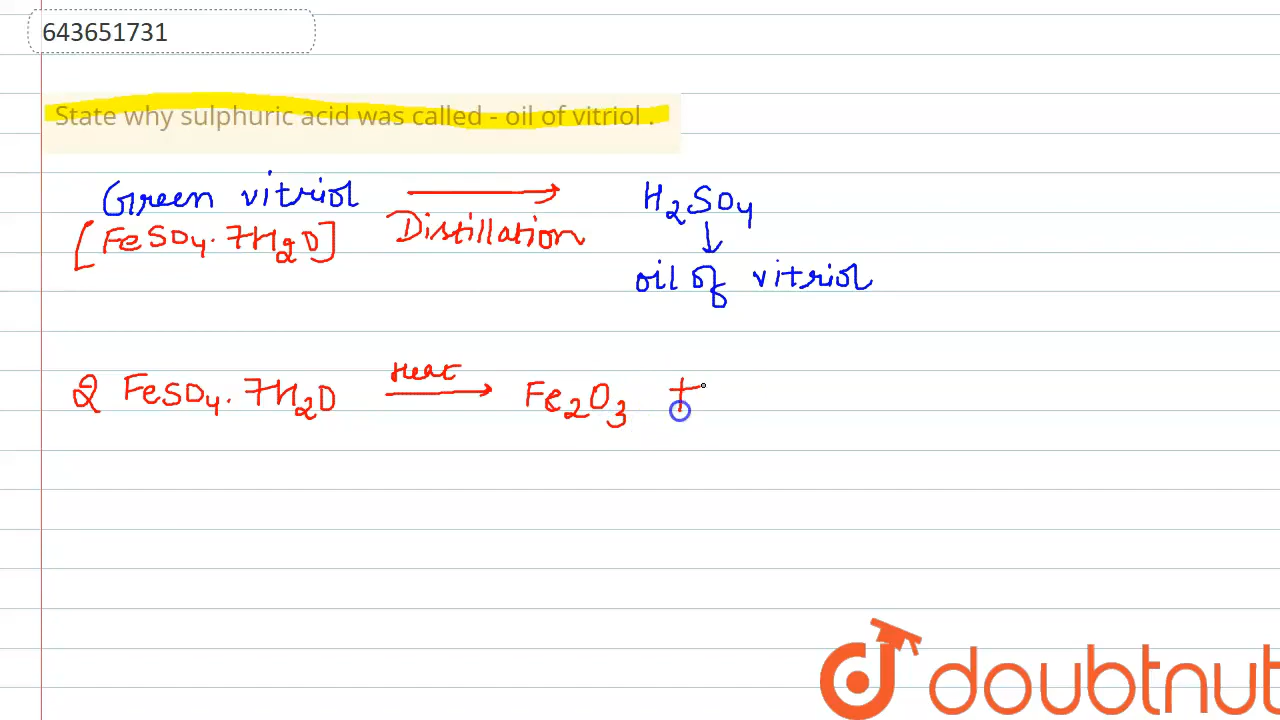 643651731
State why sulphuric acid was called - oil of vitriol .
Green vitriol → H2SO4
[FeSO4.7H2O] Distillation ↓
oil of vitriol
2 FeSO4.7H2O Heat → Fe2O3 +
doubtnut